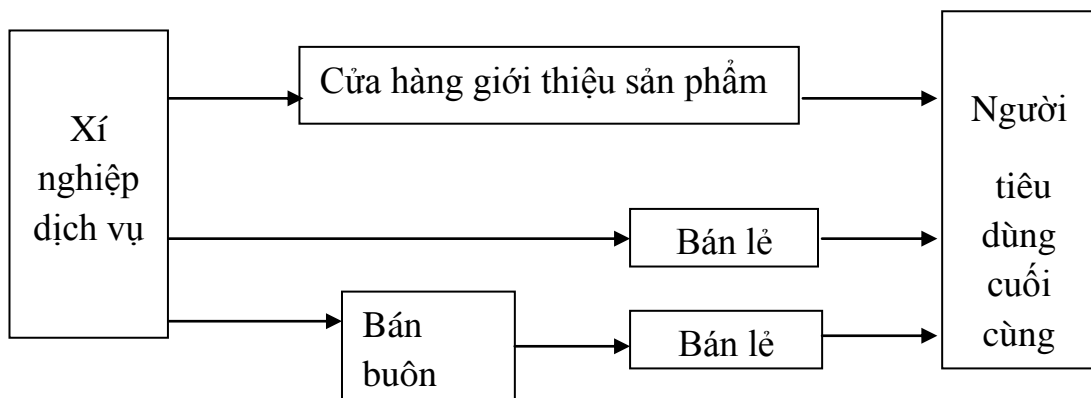 Xí
nghiệp
dịch vụ
Cửa hàng giới thiệu sản phẩm
Bán lẻ
Bán
buôn
Bán lẻ
Người
tiêu
dùng
cuối
cùng